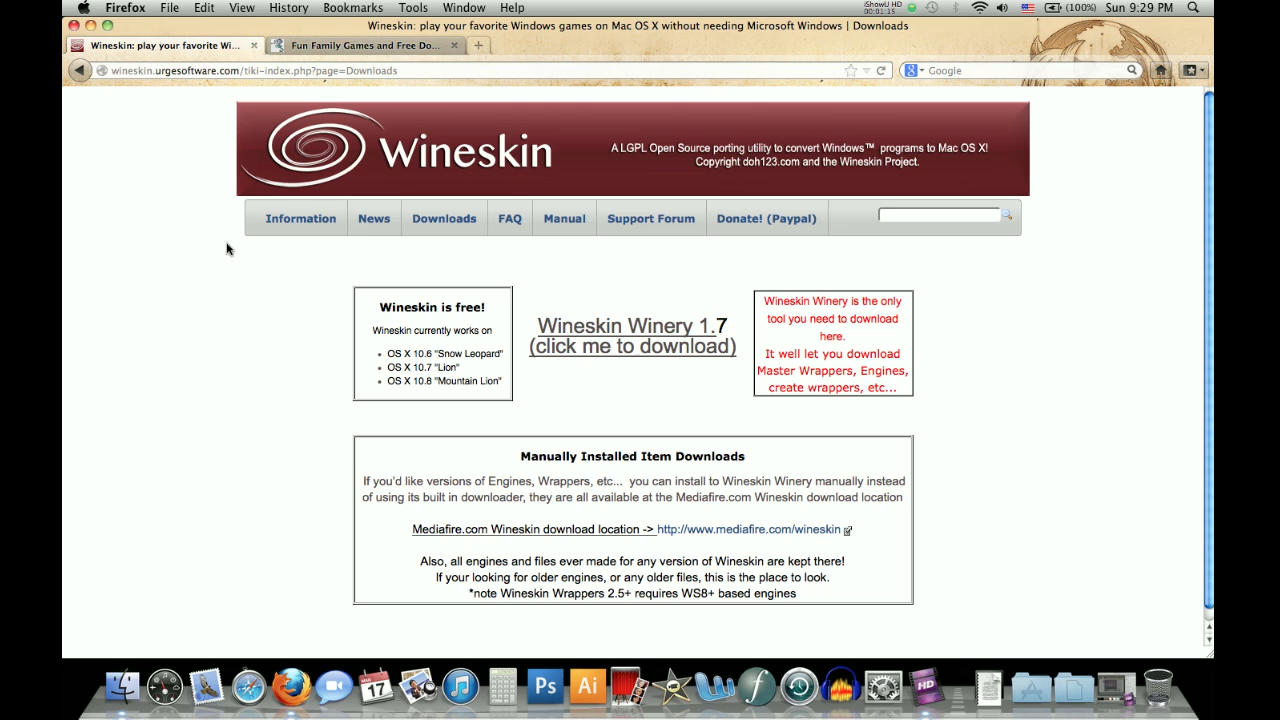 Firefox File Edit View History Bookmarks Tools Window Help
iShowU HD
00:01:15
(100%) Sun 9:29 PM
Wineskin: play your favorite Windows games on Mac OS X without needing Microsoft Windows | Downloads
Wineskin: play your favorite Wi...
Fun Family Games and Free Do...
wineskin.urgesoftware.com/tiki-index.php?page=Downloads
Google
Wineskin
A LGPL Open Source porting utility to convert Windows™ programs to Mac OS X!
Copyright doh123.com and the Wineskin Project.
Information News Downloads FAQ Manual Support Forum Donate! (Paypal)
Wineskin is free!
Wineskin currently works on
• OS X 10.6 "Snow Leopard"
• OS X 10.7 "Lion"
• OS X 10.8 "Mountain Lion"
Wineskin Winery 1.7
(click me to download)
Wineskin Winery is the only
tool you need to download
here.
It well let you download
Master Wrappers, Engines,
create wrappers, etc...
Manually Installed Item Downloads
If you'd like versions of Engines, Wrappers, etc... you can install to Wineskin Winery manually instead
of using its built in downloader, they are all available at the Mediafire.com Wineskin download location
Mediafire.com Wineskin download location -> http://www.mediafire.com/wineskin
Also, all engines and files ever made for any version of Wineskin are kept there!
If your looking for older engines, or any older files, this is the place to look.
*note Wineskin Wrappers 2.5+ requires WS8+ based engines
17
Ps
Ai
HD